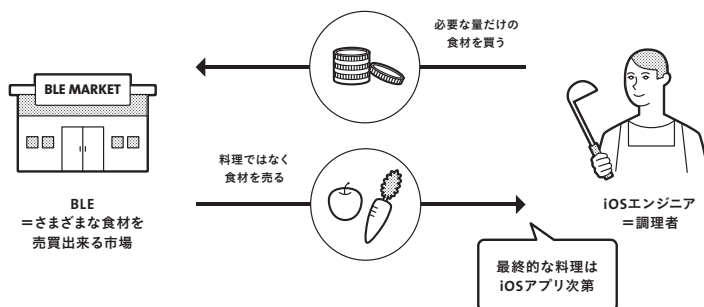 必要な量だけの
食材を買う
BLE MARKET
料理ではなく
食材を売る
BLE
＝さまざまな食材を
売買出来る市場
iOSエンジニア
＝調理者
最終的な料理は
iOSアプリ次第